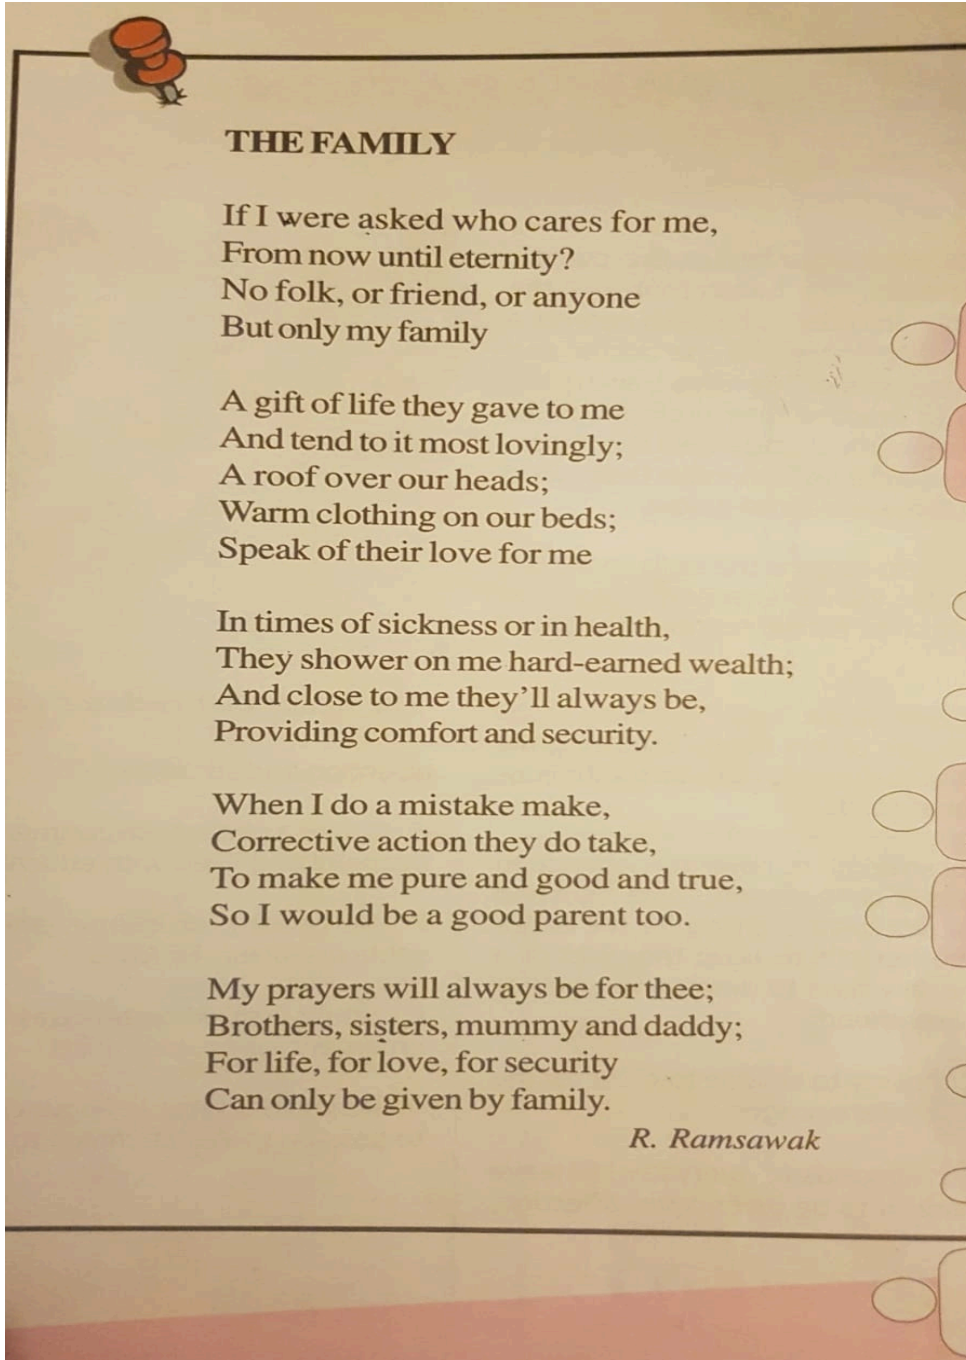 THE FAMILY
If I were asked who cares for me,
From now until eternity?
No folk, or friend, or anyone
But only my family
A gift of life they gave to me
And tend to it most lovingly;
A roof over our heads;
Warm clothing on our beds;
Speak of their love for me
In times of sickness or in health,
They shower on me hard-earned wealth;
And close to me they'll always be,
Providing comfort and security.
When I do a mistake make,
Corrective action they do take,
To make me pure and good and true,
So I would be a good parent too.
My prayers will always be for thee;
Brothers, sisters, mummy and daddy;
For life, for love, for security
Can only be given by family.
R. Ramsawak